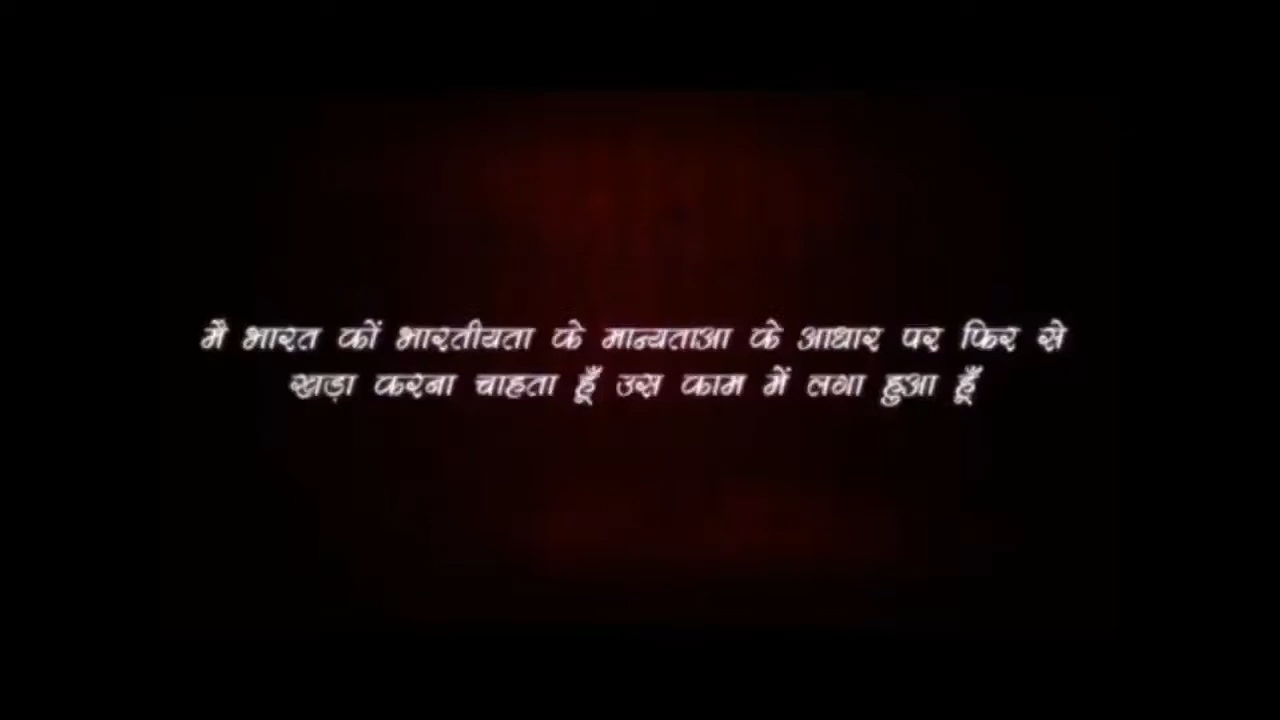 मै भारत कों भारतीयता के मान्यताआ के आधार पर फिर से
खड़ा करना चाहता हूँ उस काम में लगा हुआ हूँ